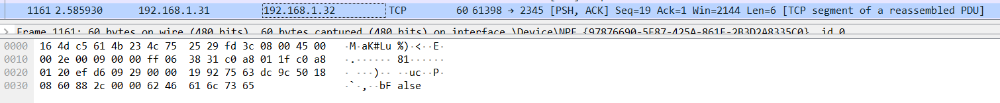 1161 2.585930 192.168.1.31 192.168.1.32 TCP 60 61398 → 2345 [PSH, ACK] Seq=19 Ack=1 Win=2144 Len=6 [TCP segment of a reassembled PDU]
Frame 1161: 60 bytes on wire (480 bits), 60 bytes captured (480 bits) on interface \Device\NPF_{97876690-5F87-425A-861F-2B3D2A8335C0}, id 0
0000 16 4d c5 61 4b 23 4c 75 25 29 fd 3c 08 00 45 00 ·M·aK#Lu %)·<··E·
0010 00 2e 00 09 00 00 ff 06 38 31 c0 a8 01 1f c0 a8 ·.······ 81······
0020 01 20 ef d6 09 29 00 00 19 92 75 63 dc 9c 50 18 · ···)·· ··uc··P·
0030 08 60 88 2c 00 00 62 46 61 6c 73 65 ·`·,··bF alse